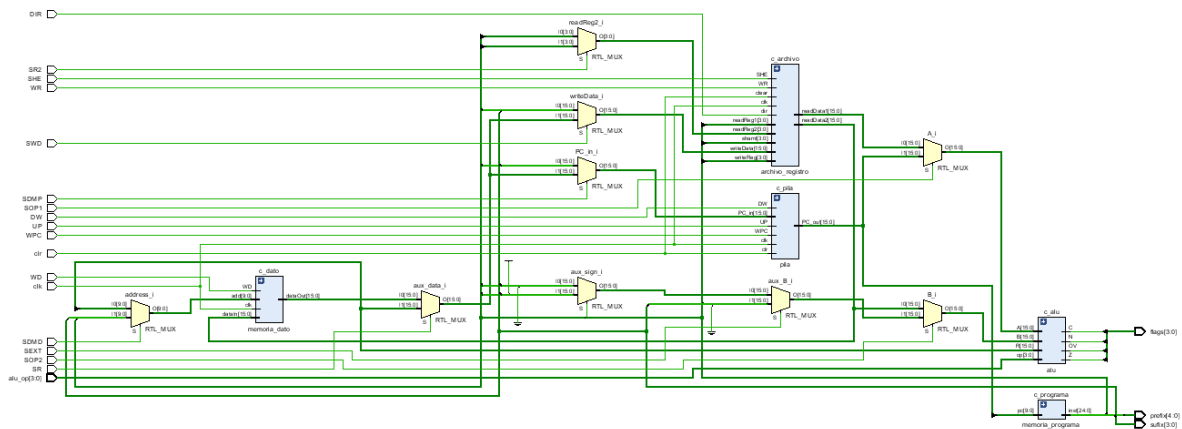 DIR
SR2
SHE
WR
SWD
SDMP
SOP1
DW
UP
WPC
clr
WD
clk
SDMD
SEXT
SOP2
SR
alu_op[3:0]
address_i
I0[9:0]
I1[9:0]
O[9:0]
S
RTL_MUX
c_dato
WD
add[9:0]
clk
datain[15:0]
dataOut[15:0]
memoria_dato
aux_data_i
I0[15:0]
I1[15:0]
O[15:0]
S
RTL_MUX
readReg2_i
I0[3:0]
I1[3:0]
O[3:0]
S
RTL_MUX
writeData_i
I0[15:0]
I1[15:0]
O[15:0]
S
RTL_MUX
PC_in_i
I0[15:0]
I1[15:0]
O[15:0]
S
RTL_MUX
aux_sign_i
I0[15:0]
I1[15:0]
O[15:0]
S
RTL_MUX
c_archivo
SHE
WR
clear
clk
dir
readReg1[3:0]
readReg2[3:0]
shamt[3:0]
writeData[15:0]
writeReg[3:0]
readData1[15:0]
readData2[15:0]
archivo_registro
c_pila
DW
PC_in[15:0]
UP
WPC
clk
clr
PC_out[15:0]
pila
aux_B_i
I0[15:0]
I1[15:0]
O[15:0]
S
RTL_MUX
A_i
I0[15:0]
I1[15:0]
O[15:0]
S
RTL_MUX
B_i
I0[15:0]
I1[15:0]
O[15:0]
S
RTL_MUX
c_alu
A[15:0]
B[15:0]
R[15:0]
op[3:0]
C
N
OV
Z
alu
c_programa
pc[9:0]
inst[24:0]
memoria_programa
flags[3:0]
prefix[4:0]
sufix[3:0]